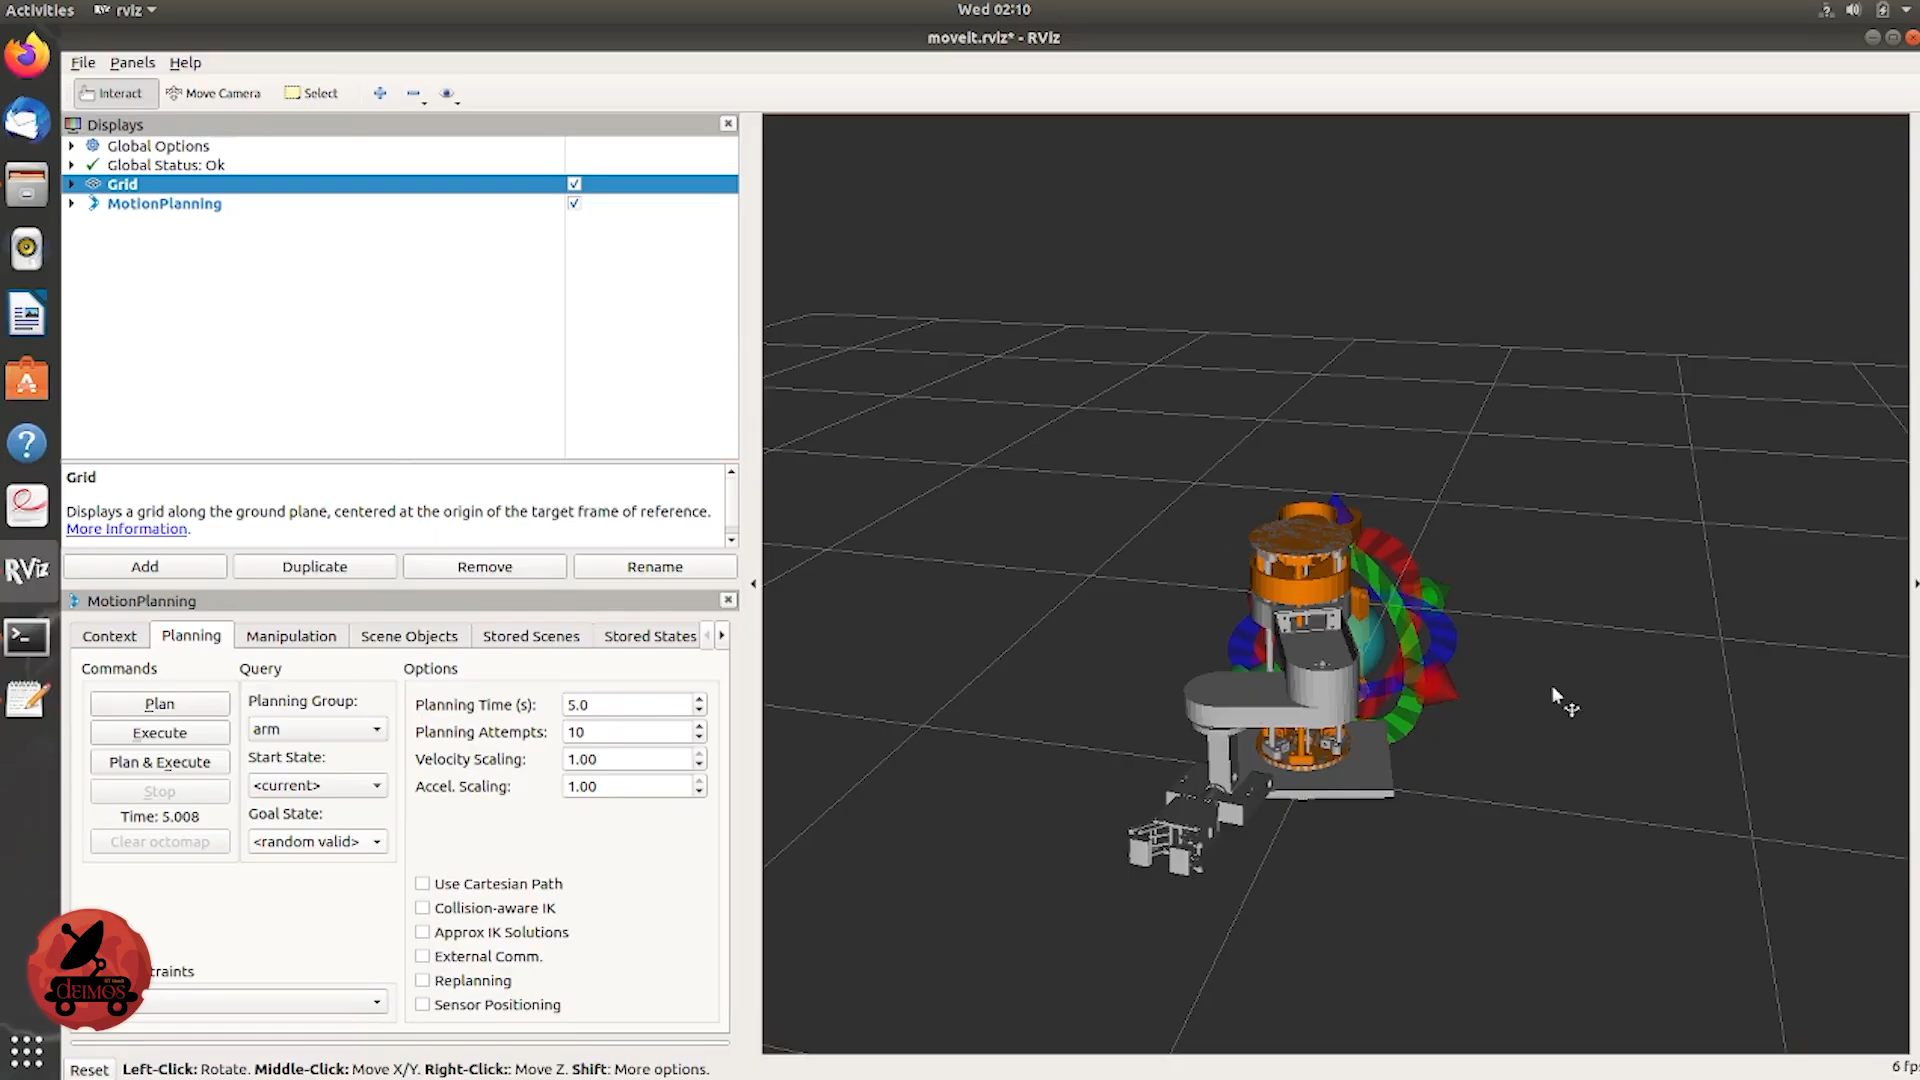 Activities
RViz rviz
Wed 02:10
moveit.rviz* - RViz
File Panels Help
Interact Move Camera Select
Displays
Global Options
Global Status: Ok
Grid
MotionPlanning
Grid
Displays a grid along the ground plane, centered at the origin of the target frame of reference.
More Information.
Add Duplicate Remove Rename
RViz
MotionPlanning
Context Planning Manipulation Scene Objects Stored Scenes Stored States
Commands Query Options
Plan
Execute
Plan & Execute
Stop
Time: 5.008
Clear octomap
Planning Group:
arm
Start State:
<current>
Goal State:
<random valid>
Planning Time (s): 5.0
Planning Attempts: 10
Velocity Scaling: 1.00
Accel. Scaling: 1.00
Use Cartesian Path
Collision-aware IK
Approx IK Solutions
External Comm.
Replanning
Sensor Positioning
traints
DEIMOS
Reset Left-Click: Rotate. Middle-Click: Move X/Y. Right-Click:: Move Z. Shift: More options.
6 fps